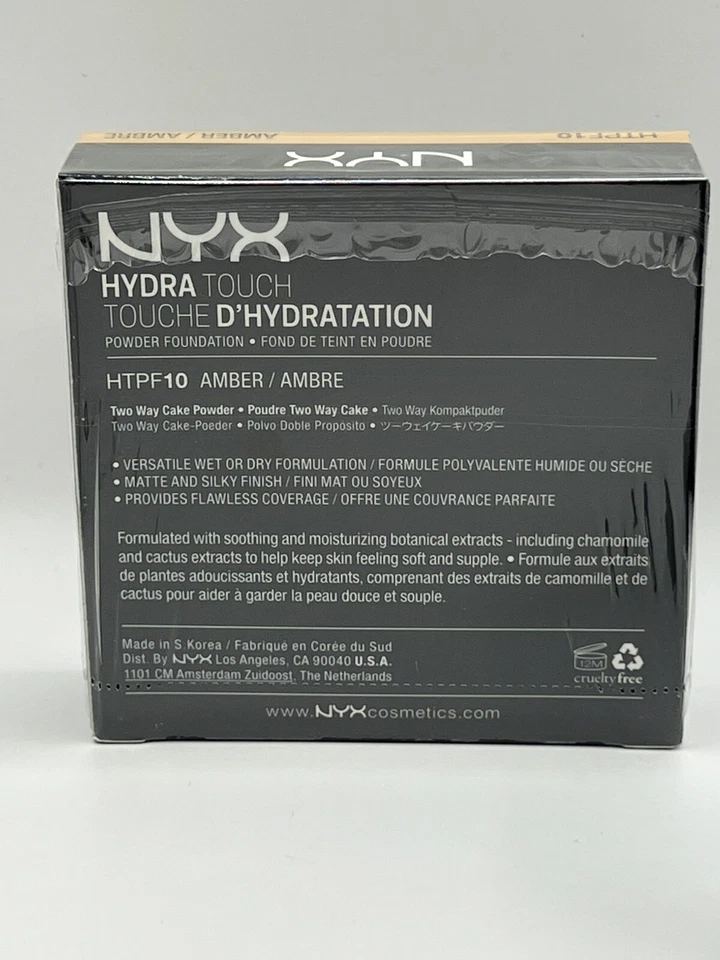 AMBER / AMBRE HTPF10
NYX
NYX
HYDRA TOUCH
TOUCHE D'HYDRATATION
POWDER FOUNDATION • FOND DE TEINT EN POUDRE
HTPF10 AMBER / AMBRE
Two Way Cake Powder • Poudre Two Way Cake • Two Way Kompaktpuder
Two Way Cake-Poeder • Polvo Doble Propósito • ツーウェイケーキパウダー
• VERSATILE WET OR DRY FORMULATION / FORMULE POLYVALENTE HUMIDE OU SÈCHE
• MATTE AND SILKY FINISH / FINI MAT OU SOYEUX
• PROVIDES FLAWLESS COVERAGE / OFFRE UNE COUVRANCE PARFAITE
Formulated with soothing and moisturizing botanical extracts - including chamomile
and cactus extracts to help keep skin feeling soft and supple. • Formule aux extraits
de plantes adoucissants et hydratants, comprenant des extraits de camomille et de
cactus pour aider à garder la peau douce et souple.
Made in S Korea / Fabriqué en Corée du Sud
Dist. By NYX Los Angeles, CA 90040 U.S.A.
1101 CM Amsterdam Zuidoost, The Netherlands
12M
cruelty free
www.NYXcosmetics.com